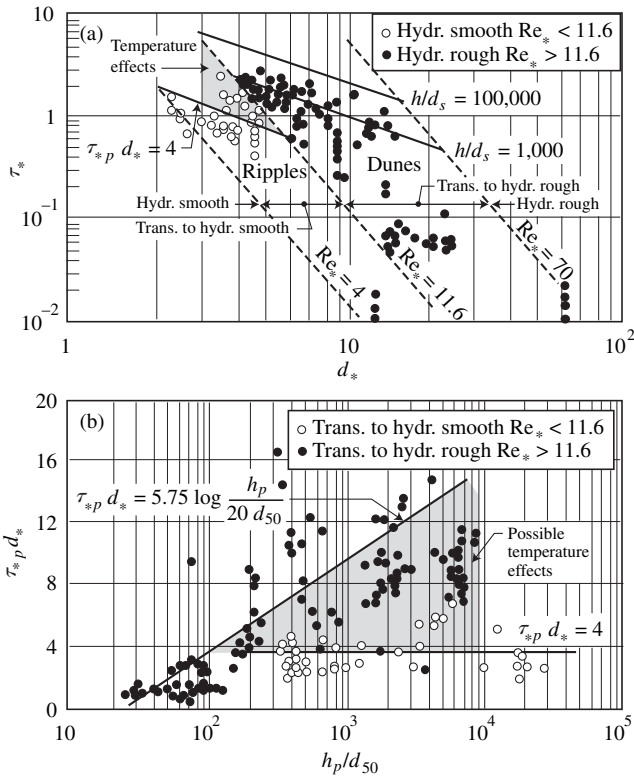 (a)
Hydr. smooth Re* < 11.6
Hydr. rough Re* > 11.6
10
1
10⁻¹
10⁻²
τ*
Temperature
effects
h/dₛ = 100,000
h/dₛ = 1,000
τ*p d* = 4
Ripples
Dunes
Hydr. smooth
Trans. to hydr. smooth
Trans. to hydr. rough
Hydr. rough
Re* = 4
Re* = 11.6
Re* = 70
1
10
10²
d*
(b)
Trans. to hydr. smooth Re* < 11.6
Trans. to hydr. rough Re* > 11.6
20
16
12
8
4
0
τ*p d*
τ*p d* = 5.75 log hp / 20 d50
Possible
temperature
effects
τ*p d* = 4
10
10²
10³
10⁴
10⁵
hp/d50